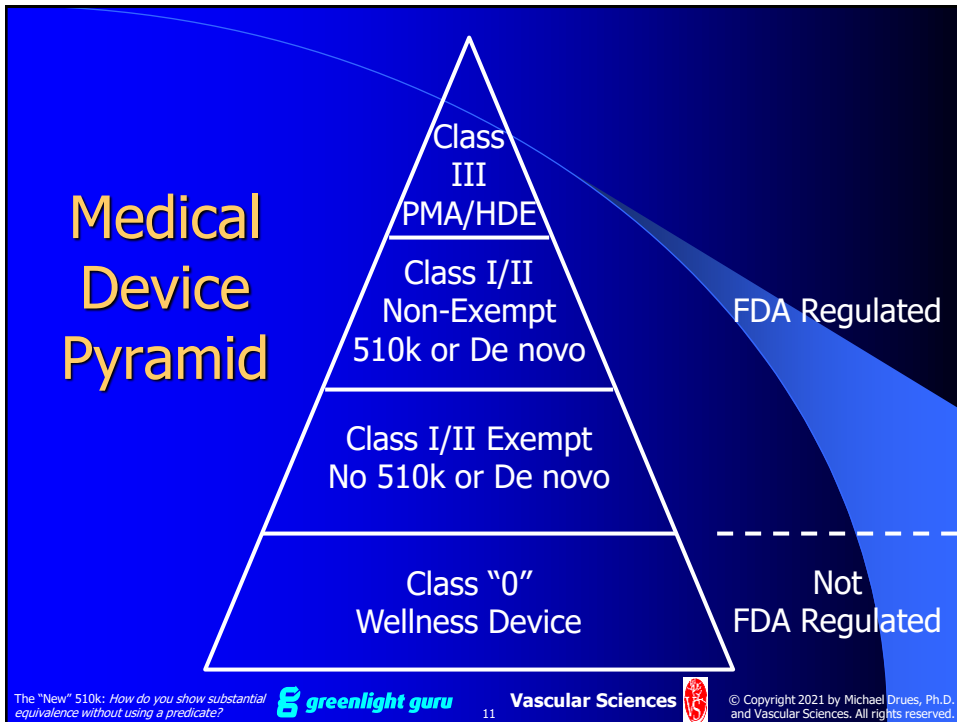 Medical
Device
Pyramid
Class
III
PMA/HDE
Class I/II
Non-Exempt
510k or De novo
FDA Regulated
Class I/II Exempt
No 510k or De novo
Class “0”
Wellness Device
Not
FDA Regulated
The “New” 510k: How do you show substantial
equivalence without using a predicate?
greenlight guru
11
Vascular Sciences
VS
© Copyright 2021 by Michael Drues, Ph.D.
and Vascular Sciences. All rights reserved.